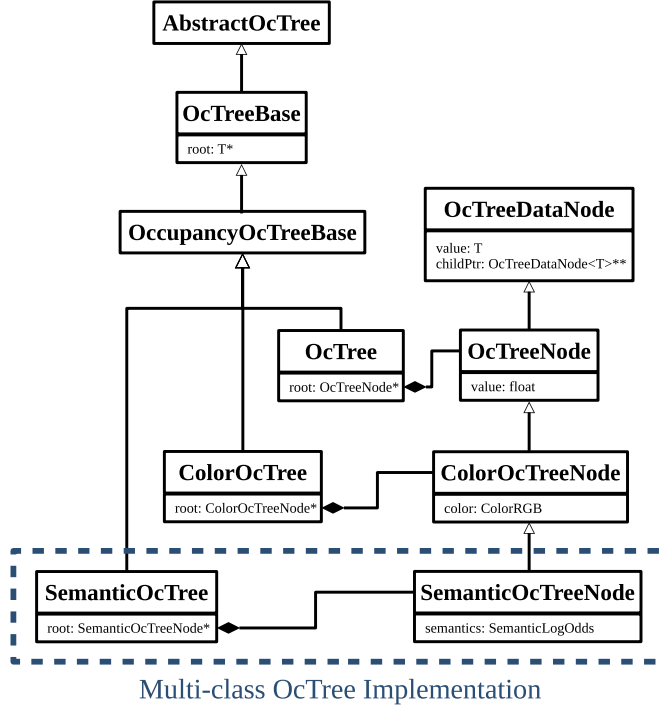 AbstractOcTree
OcTreeBase
root: T*
OccupancyOcTreeBase
OcTreeDataNode
value: T
childPtr: OcTreeDataNode<T>**
OcTree
root: OcTreeNode*
OcTreeNode
value: float
ColorOcTree
root: ColorOcTreeNode*
ColorOcTreeNode
color: ColorRGB
SemanticOcTree
root: SemanticOcTreeNode*
SemanticOcTreeNode
semantics: SemanticLogOdds
Multi-class OcTree Implementation